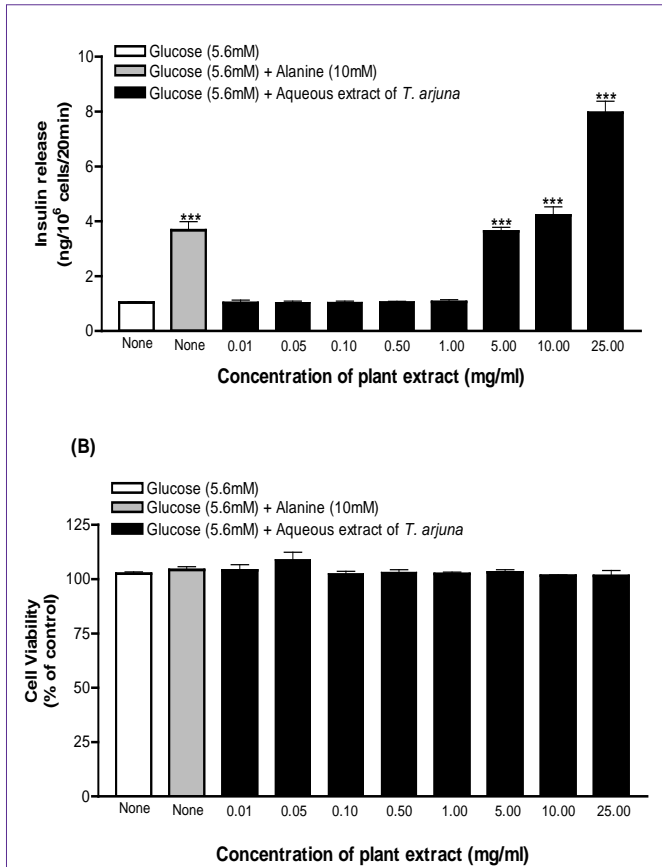 Glucose (5.6mM)
Glucose (5.6mM) + Alanine (10mM)
Glucose (5.6mM) + Aqueous extract of T. arjuna
Insulin release
(ng/10⁶ cells/20min)
10
8
6
4
2
0
***
***
***
***
None None 0.01 0.05 0.10 0.50 1.00 5.00 10.00 25.00
Concentration of plant extract (mg/ml)
(B)
Glucose (5.6mM)
Glucose (5.6mM) + Alanine (10mM)
Glucose (5.6mM) + Aqueous extract of T. arjuna
Cell Viability
(% of control)
125
100
75
50
25
0
None None 0.01 0.05 0.10 0.50 1.00 5.00 10.00 25.00
Concentration of plant extract (mg/ml)